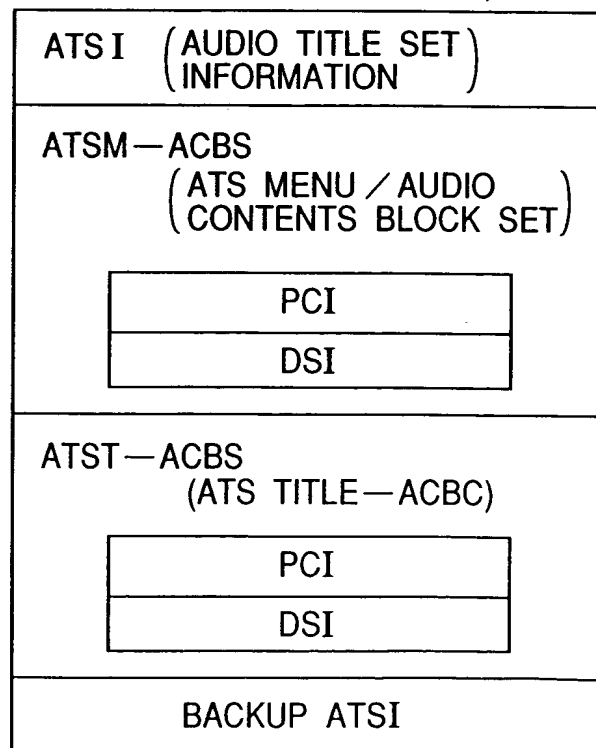 ATSI (AUDIO TITLE SET
INFORMATION)
ATSM—ACBS
(ATS MENU / AUDIO
CONTENTS BLOCK SET)
PCI
DSI
ATST—ACBS
(ATS TITLE—ACBC)
PCI
DSI
BACKUP ATSI